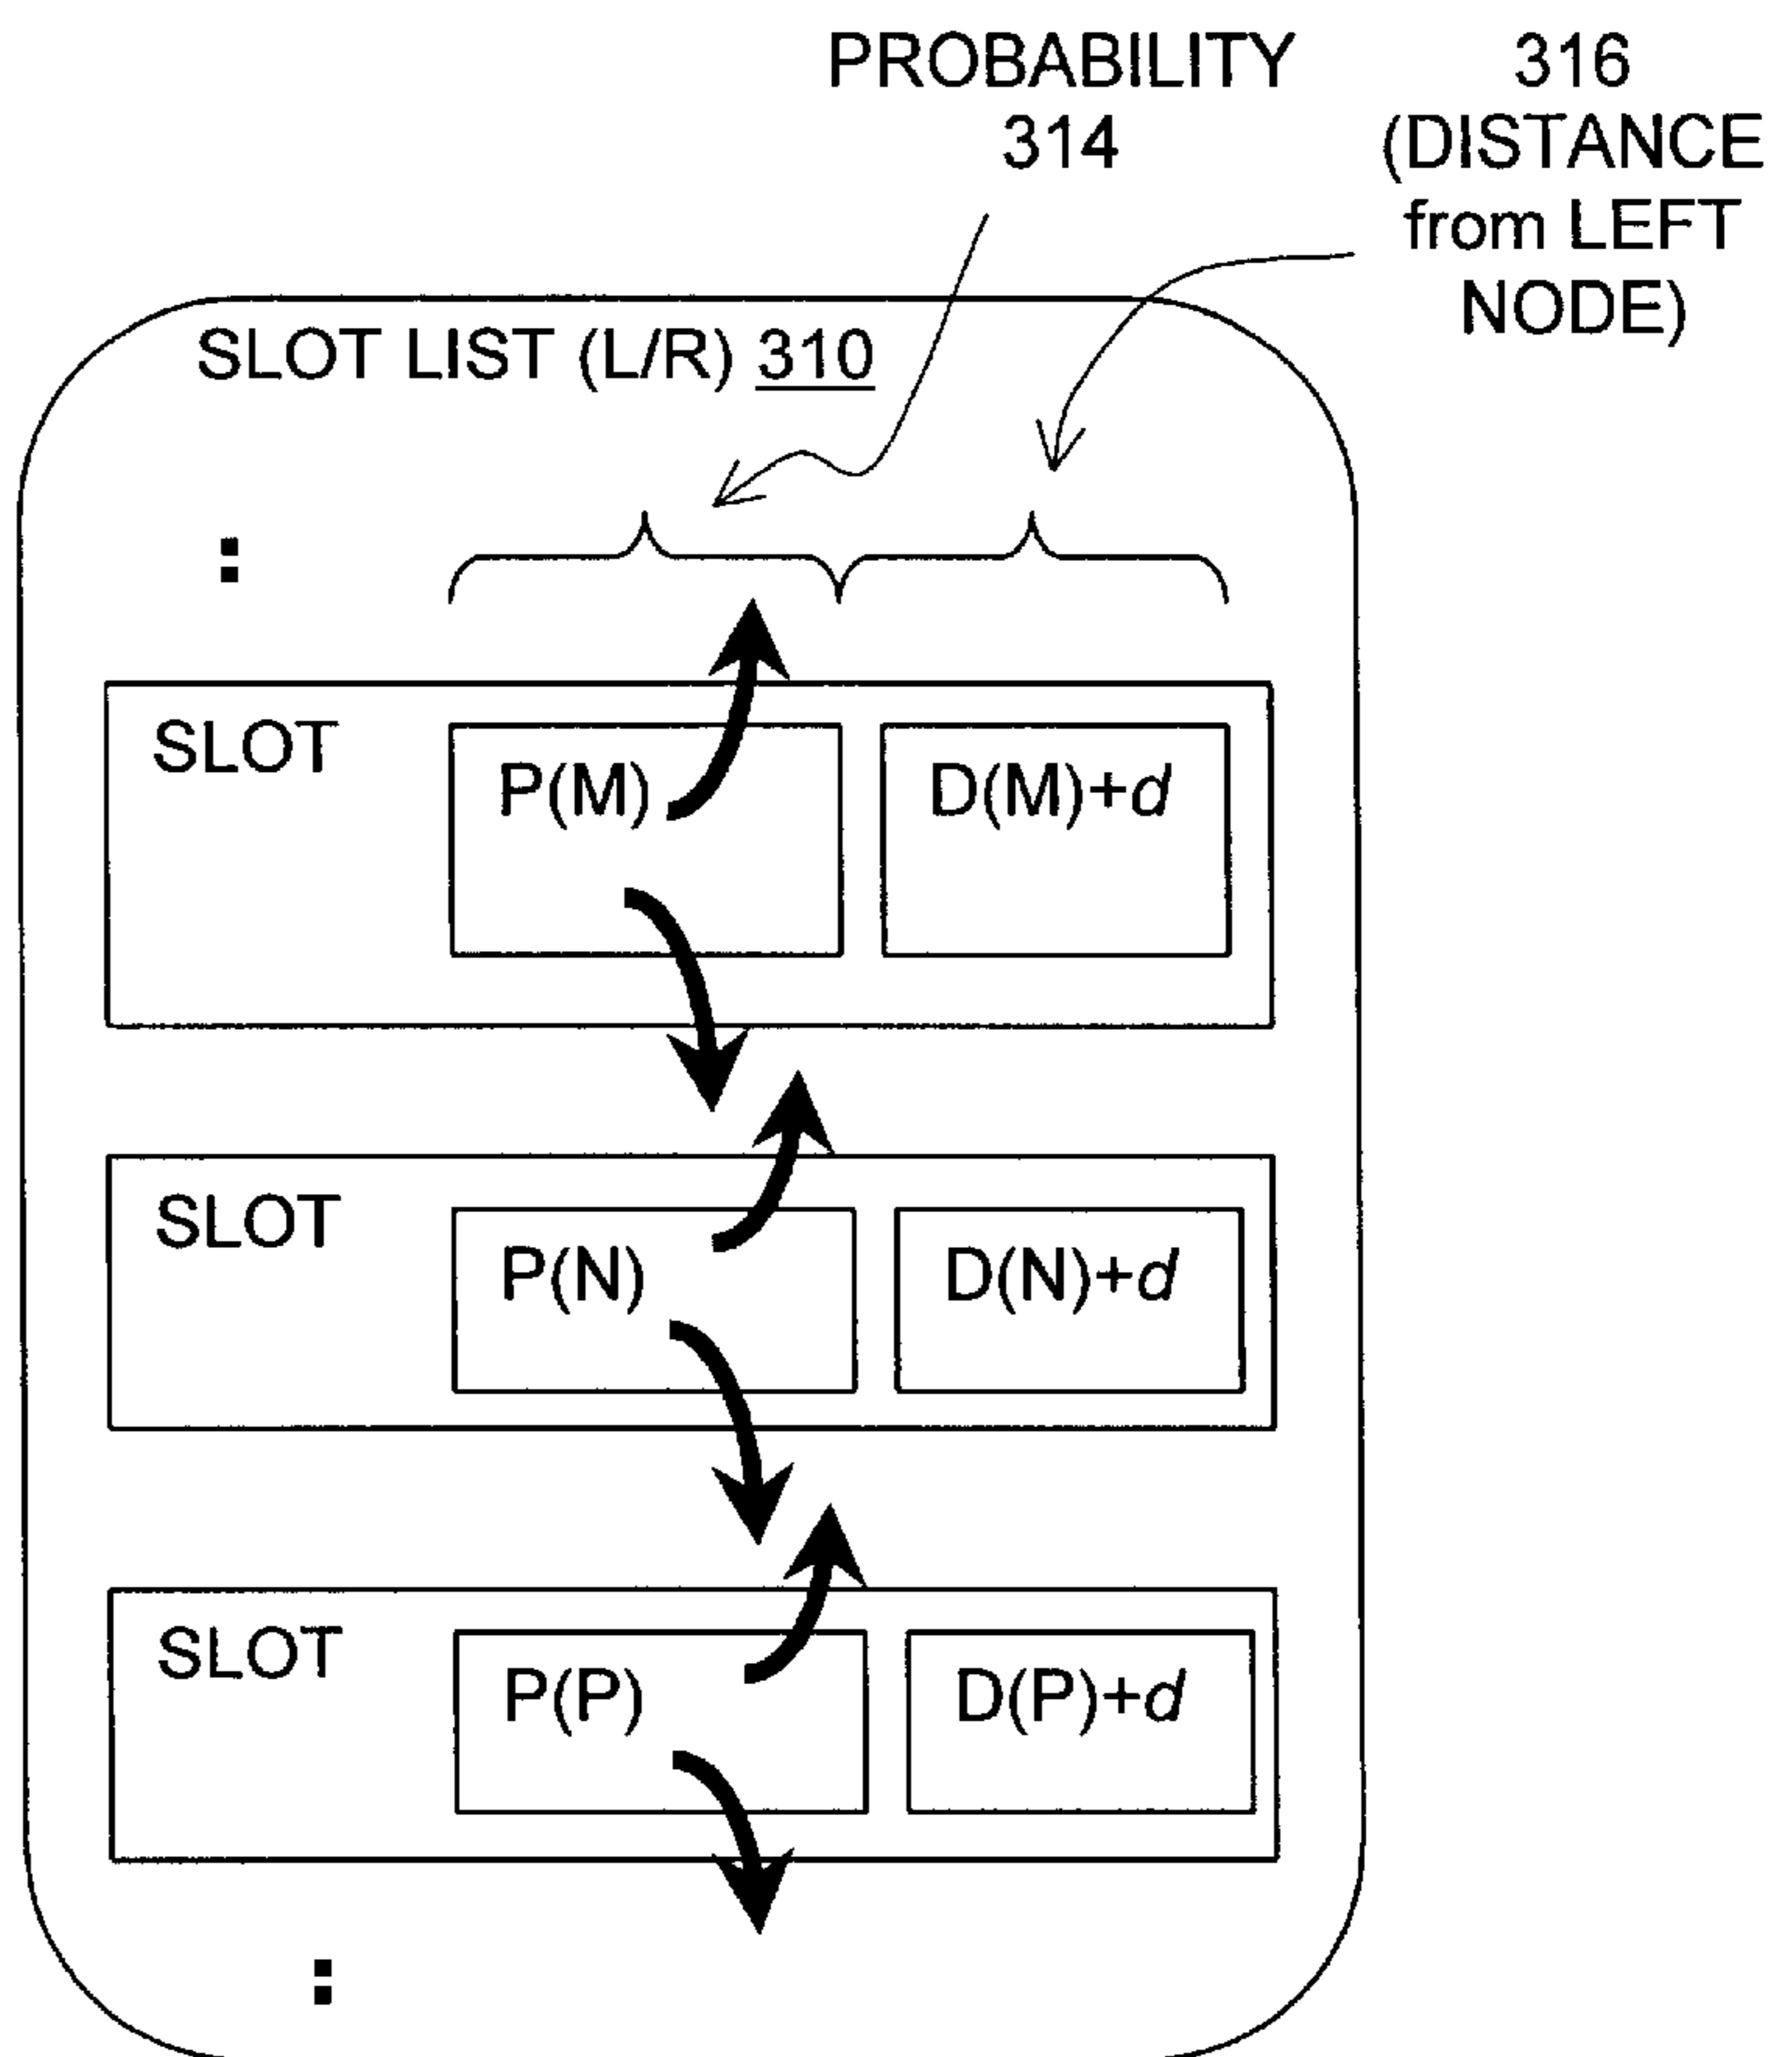 PROBABILITY
314
316
(DISTANCE
from LEFT
NODE)
SLOT LIST (L/R) 310
:
SLOT
P(M)
D(M)+d
SLOT
P(N)
D(N)+d
SLOT
P(P)
D(P)+d
: